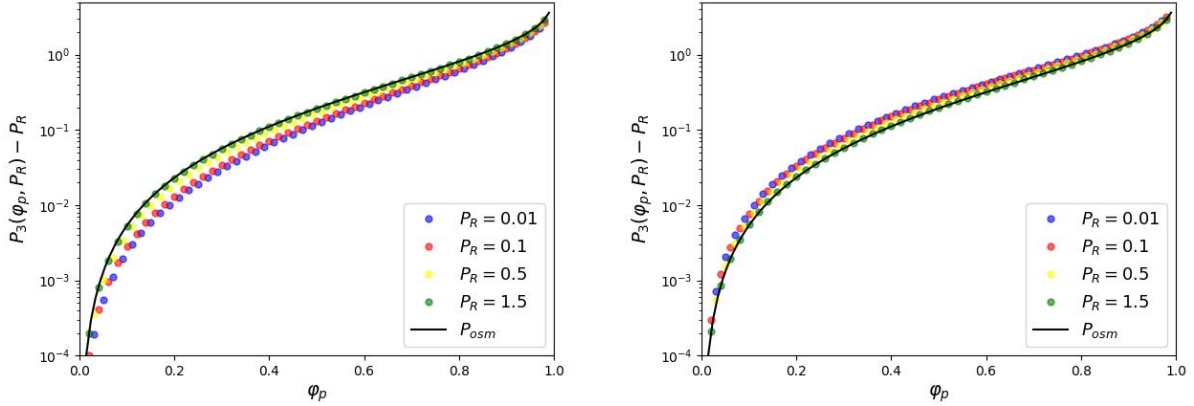 P_3(φ_p, P_R) − P_R
10^0
10^{-1}
10^{-2}
10^{-3}
10^{-4}
P_R = 0.01
P_R = 0.1
P_R = 0.5
P_R = 1.5
P_{osm}
0.0 0.2 0.4 0.6 0.8 1.0
φ_p
P_3(φ_p, P_R) − P_R
10^0
10^{-1}
10^{-2}
10^{-3}
10^{-4}
P_R = 0.01
P_R = 0.1
P_R = 0.5
P_R = 1.5
P_{osm}
0.0 0.2 0.4 0.6 0.8 1.0
φ_p